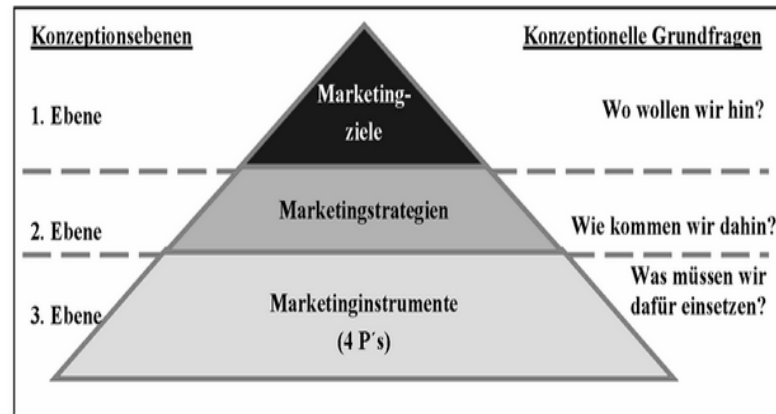 Konzeptionsebenen
Konzeptionelle Grundfragen
1. Ebene
Marketing-
ziele
Wo wollen wir hin?
2. Ebene
Marketingstrategien
Wie kommen wir dahin?
3. Ebene
Marketinginstrumente
(4 P´s)
Was müssen wir
dafür einsetzen?